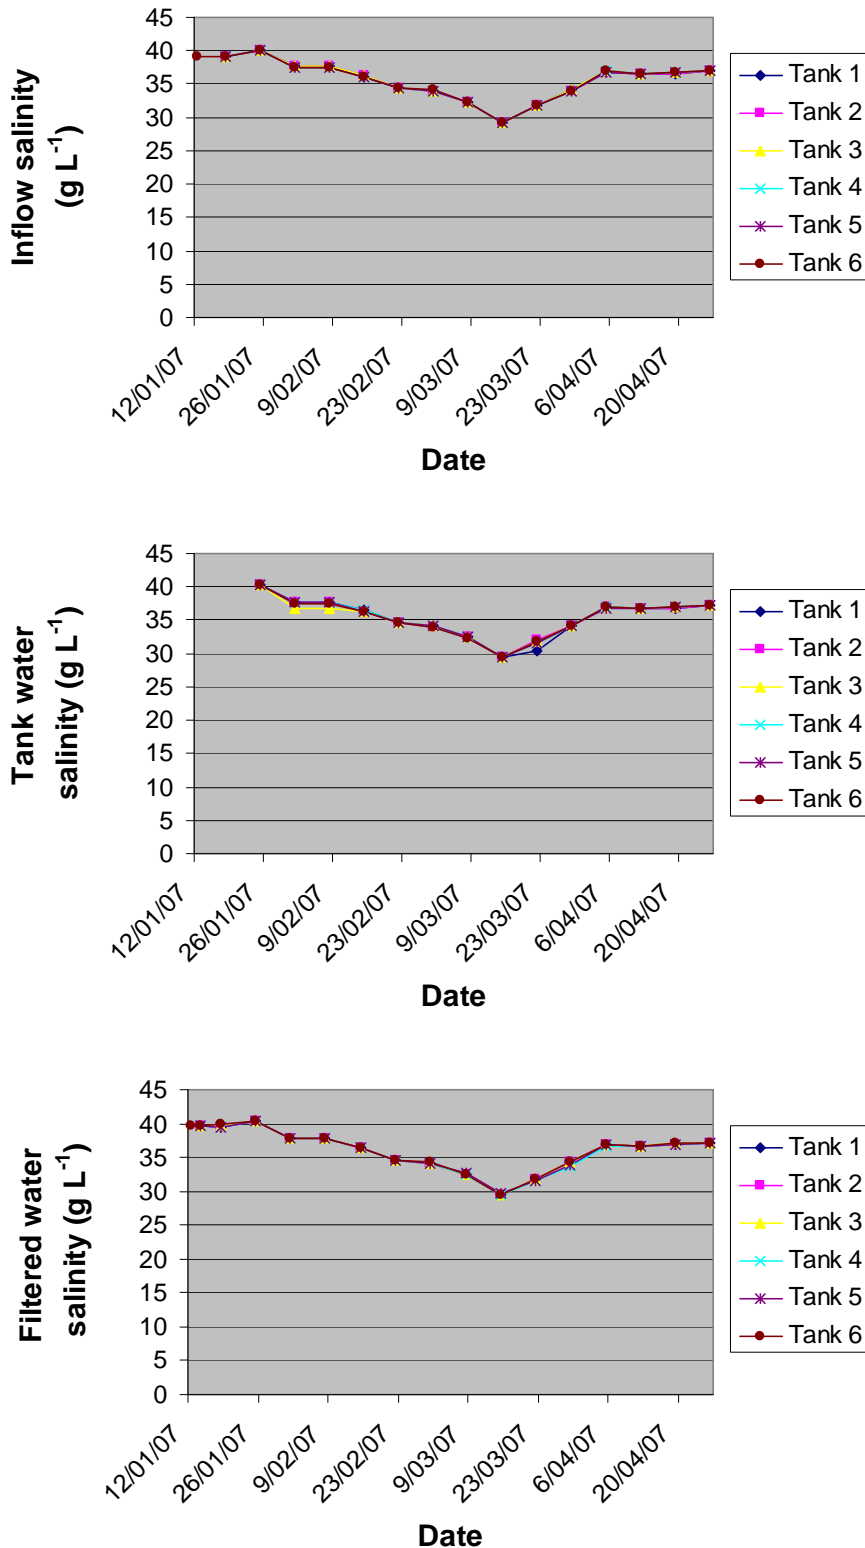 Inflow salinity
(g L-1)
45
40
35
30
25
20
15
10
5
0
12/01/07
26/01/07
9/02/07
23/02/07
9/03/07
23/03/07
6/04/07
20/04/07
Date
Tank 1
Tank 2
Tank 3
Tank 4
Tank 5
Tank 6
Tank water
salinity (g L-1)
45
40
35
30
25
20
15
10
5
0
12/01/07
26/01/07
9/02/07
23/02/07
9/03/07
23/03/07
6/04/07
20/04/07
Date
Tank 1
Tank 2
Tank 3
Tank 4
Tank 5
Tank 6
Filtered water
salinity (g L-1)
45
40
35
30
25
20
15
10
5
0
12/01/07
26/01/07
9/02/07
23/02/07
9/03/07
23/03/07
6/04/07
20/04/07
Date
Tank 1
Tank 2
Tank 3
Tank 4
Tank 5
Tank 6